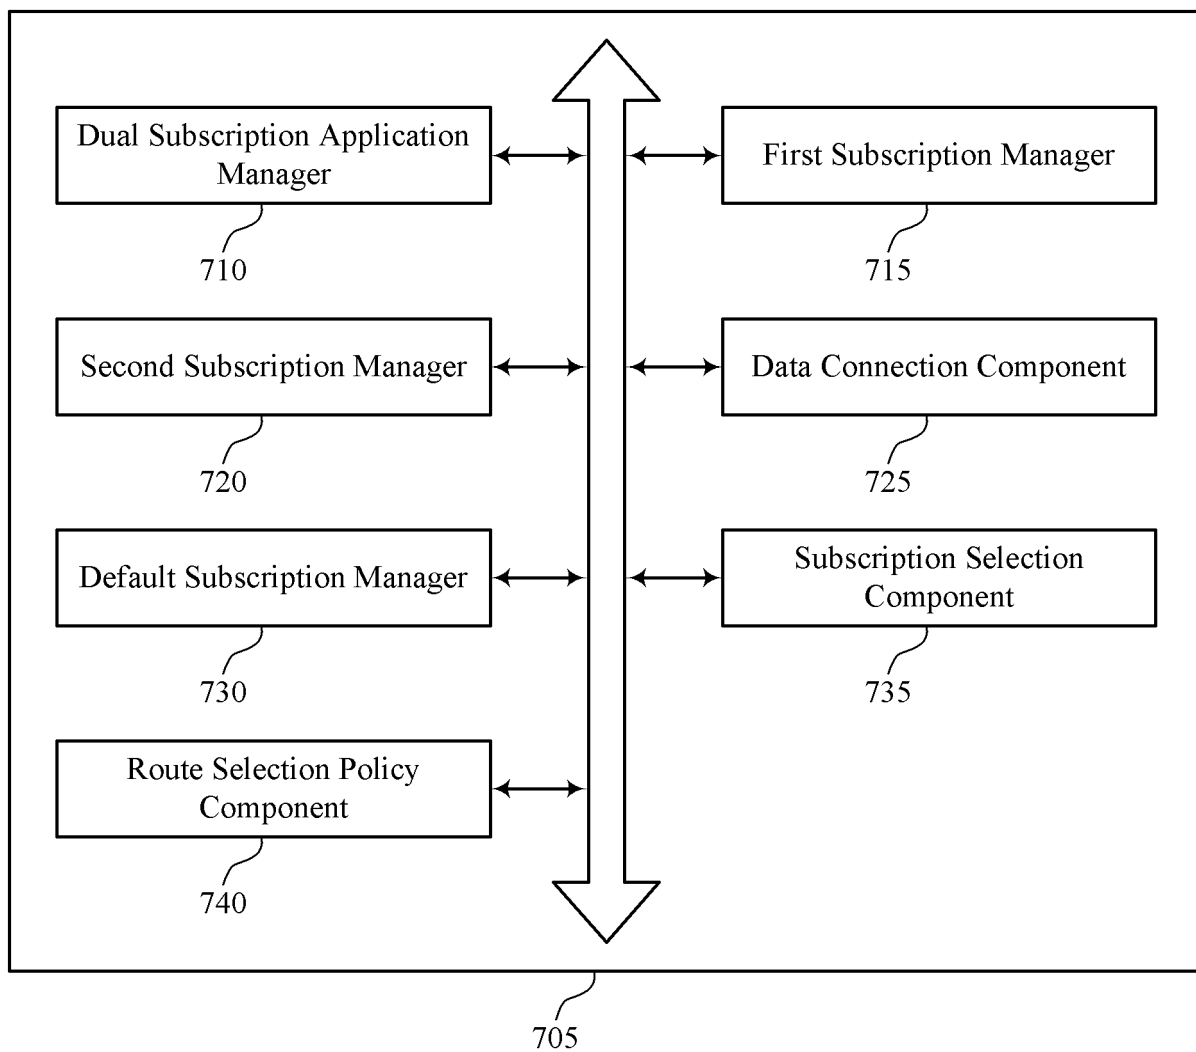 Dual Subscription Application
Manager
710
First Subscription Manager
715
Second Subscription Manager
720
Data Connection Component
725
Default Subscription Manager
730
Subscription Selection
Component
735
Route Selection Policy
Component
740
705